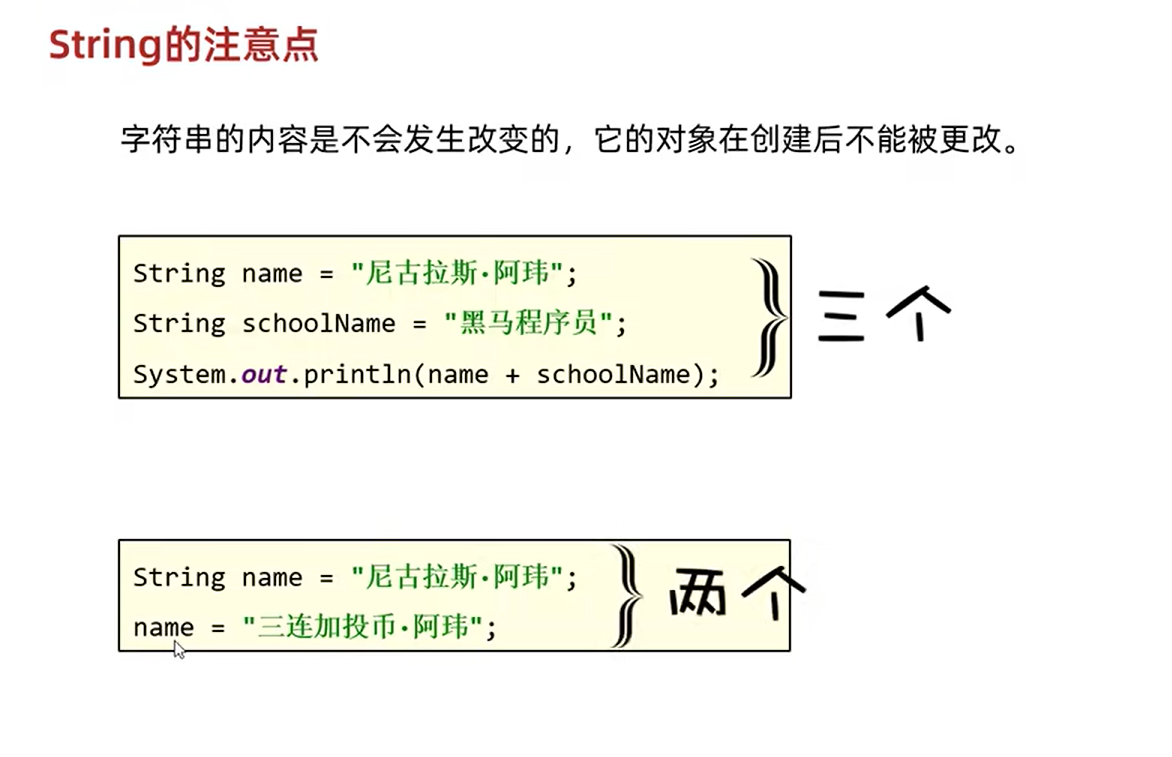 String的注意点
字符串的内容是不会发生改变的，它的对象在创建后不能被更改。
String name = "尼古拉斯·阿玮";
String schoolName = "黑马程序员";
System.out.println(name + schoolName);
三个
String name = "尼古拉斯·阿玮";
name = "三连加投币·阿玮";
两个